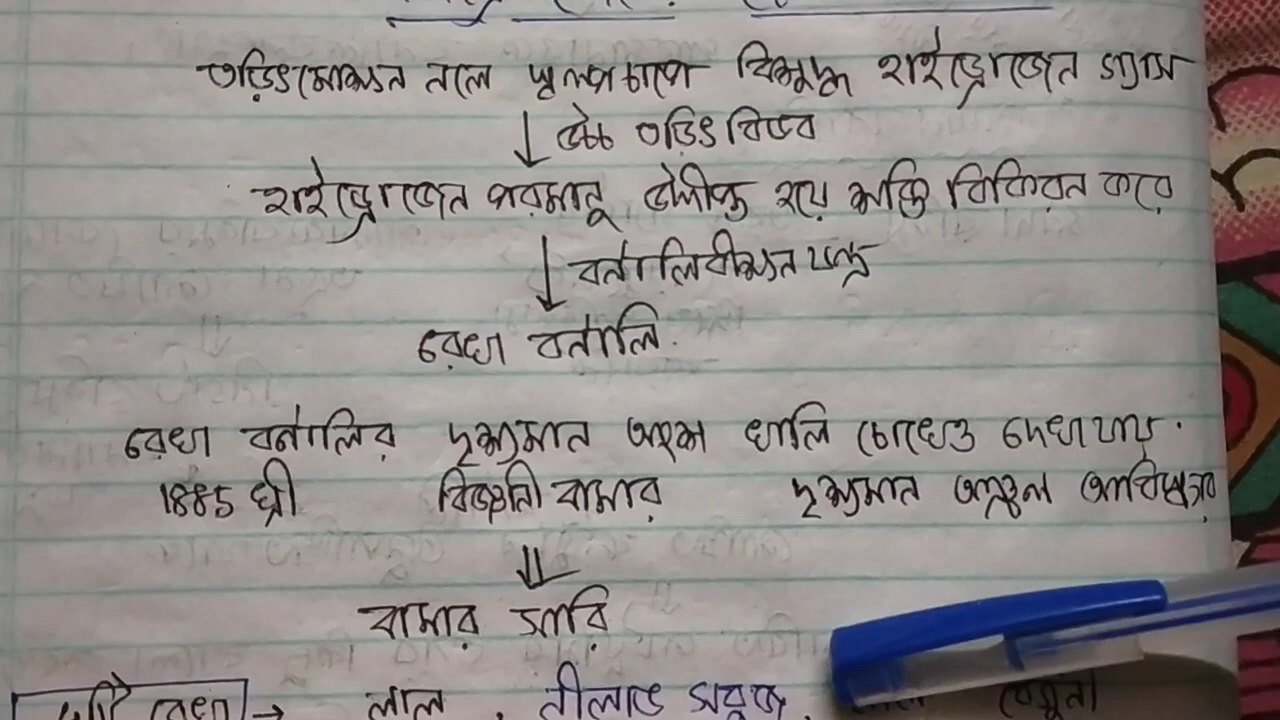 তড়িৎমোক্ষন নলে স্বল্পচাপে বিশুদ্ধ হাইড্রোজেন গ্যাস
↓ উচ্চ তড়িৎ বিভব
হাইড্রোজেন পরমানু উদ্দীপ্ত হয়ে শক্তি বিকিরন করে
↓ বর্নালিবীক্ষন যন্ত্র
রেখা বর্নালি.
রেখা বর্নালির দৃশ্যমান অংশ খালি চোখেও দেখা যায়.
1885 খ্রী বিজ্ঞানী বামার দৃশ্যমান অঞ্চল আবিষ্কার
⇓
বামার সারি
রেখা → লাল, নীলাভ সবুজ, বেগুনী